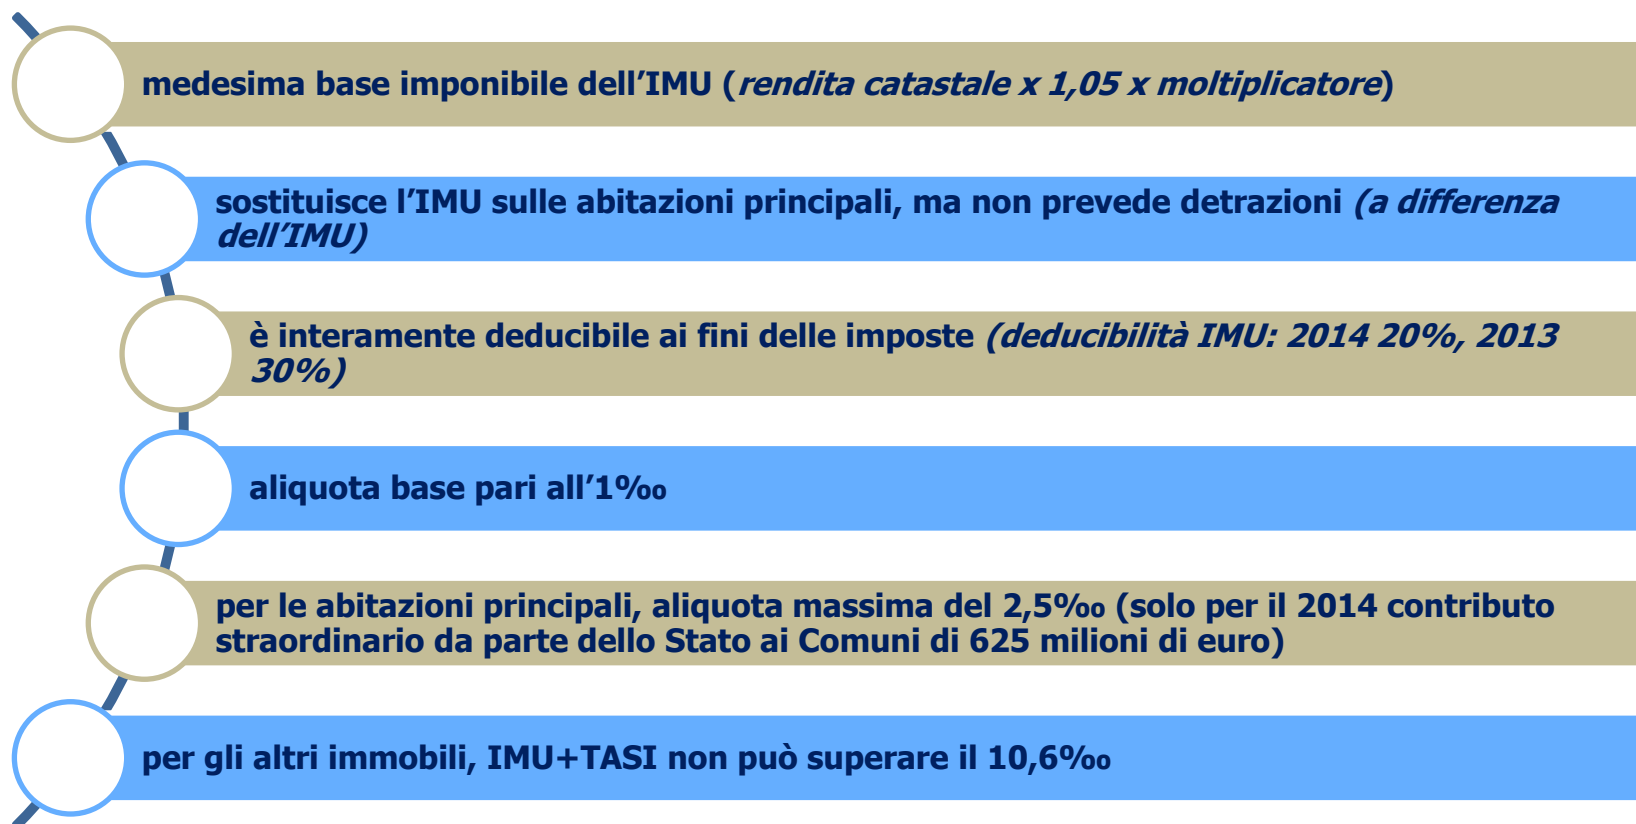 medesima base imponibile dell’IMU (rendita catastale x 1,05 x moltiplicatore)
sostituisce l’IMU sulle abitazioni principali, ma non prevede detrazioni (a differenza
dell’IMU)
è interamente deducibile ai fini delle imposte (deducibilità IMU: 2014 20%, 2013
30%)
aliquota base pari all’1‰
per le abitazioni principali, aliquota massima del 2,5‰ (solo per il 2014 contributo
straordinario da parte dello Stato ai Comuni di 625 milioni di euro)
per gli altri immobili, IMU+TASI non può superare il 10,6‰